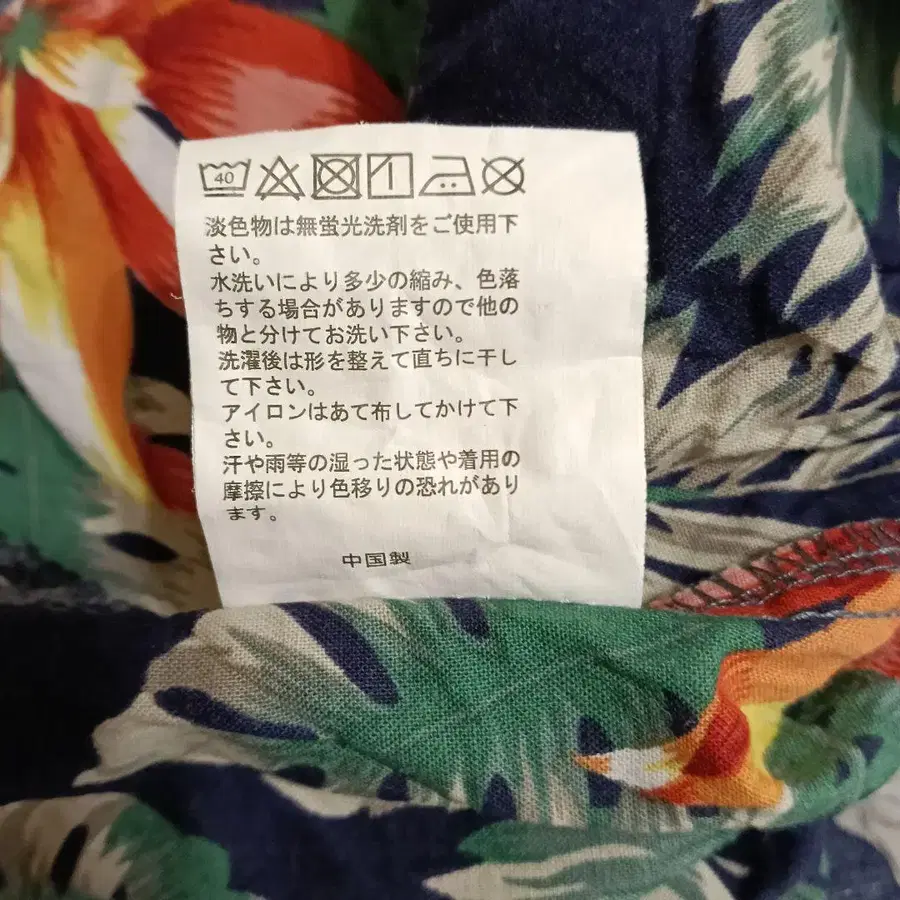 40
淡色物は無蛍光洗剤をご使用下
さい。
水洗いにより多少の縮み、色落
ちする場合がありますので他の
物と分けてお洗い下さい。
洗濯後は形を整えて直ちに干し
て下さい。
アイロンはあて布してかけて下
さい。
汗や雨等の湿った状態や着用の
摩擦により色移りの恐れがあり
ます。
中国製